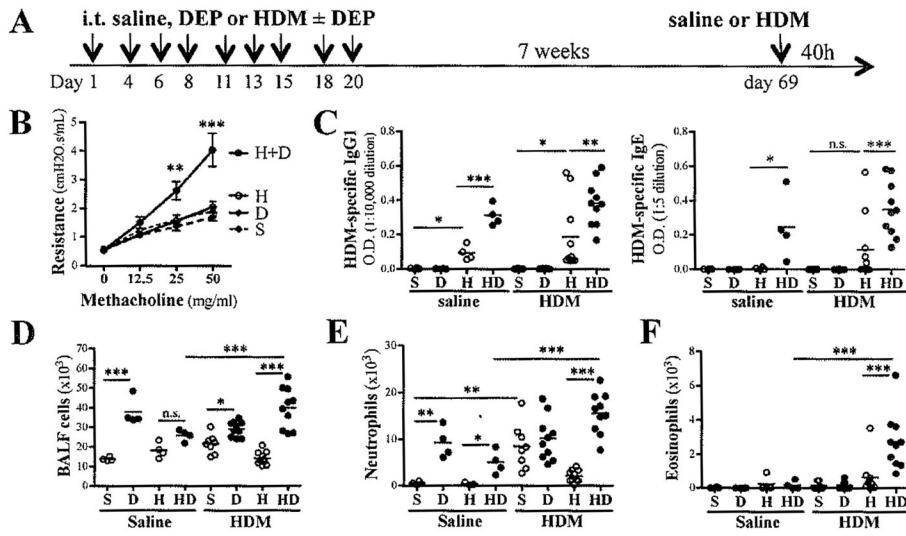 A
i.t. saline, DEP or HDM ± DEP
saline or HDM
7 weeks
40h
Day 1 4 6 8 11 13 15 18 20
day 69
B
Resistance (cmH2O.s/mL)
6
4
2
0
**
***
H+D
H
D
S
0 12.5 25 50
Methacholine (mg/ml)
C
HDM-specific IgG1
O.D. (1:10,000 dilution)
0.8
0.6
0.4
0.2
0.0
*
***
*
**
S D H HD S D H HD
saline HDM
HDM-specific IgE
O.D. (1:5 dilution)
0.8
0.6
0.4
0.2
0.0
*
n.s.
***
S D H HD S D H HD
saline HDM
D
BALF cells (x10³)
70
60
50
40
30
20
10
0
***
n.s.
*
***
***
S D H HD S D H HD
Saline HDM
E
Neutrophils (x10³)
30
20
10
0
**
*
**
***
***
S D H HD S D H HD
Saline HDM
F
Eosinophils (x10³)
8
6
4
2
0
***
***
S D H HD S D H HD
Saline HDM